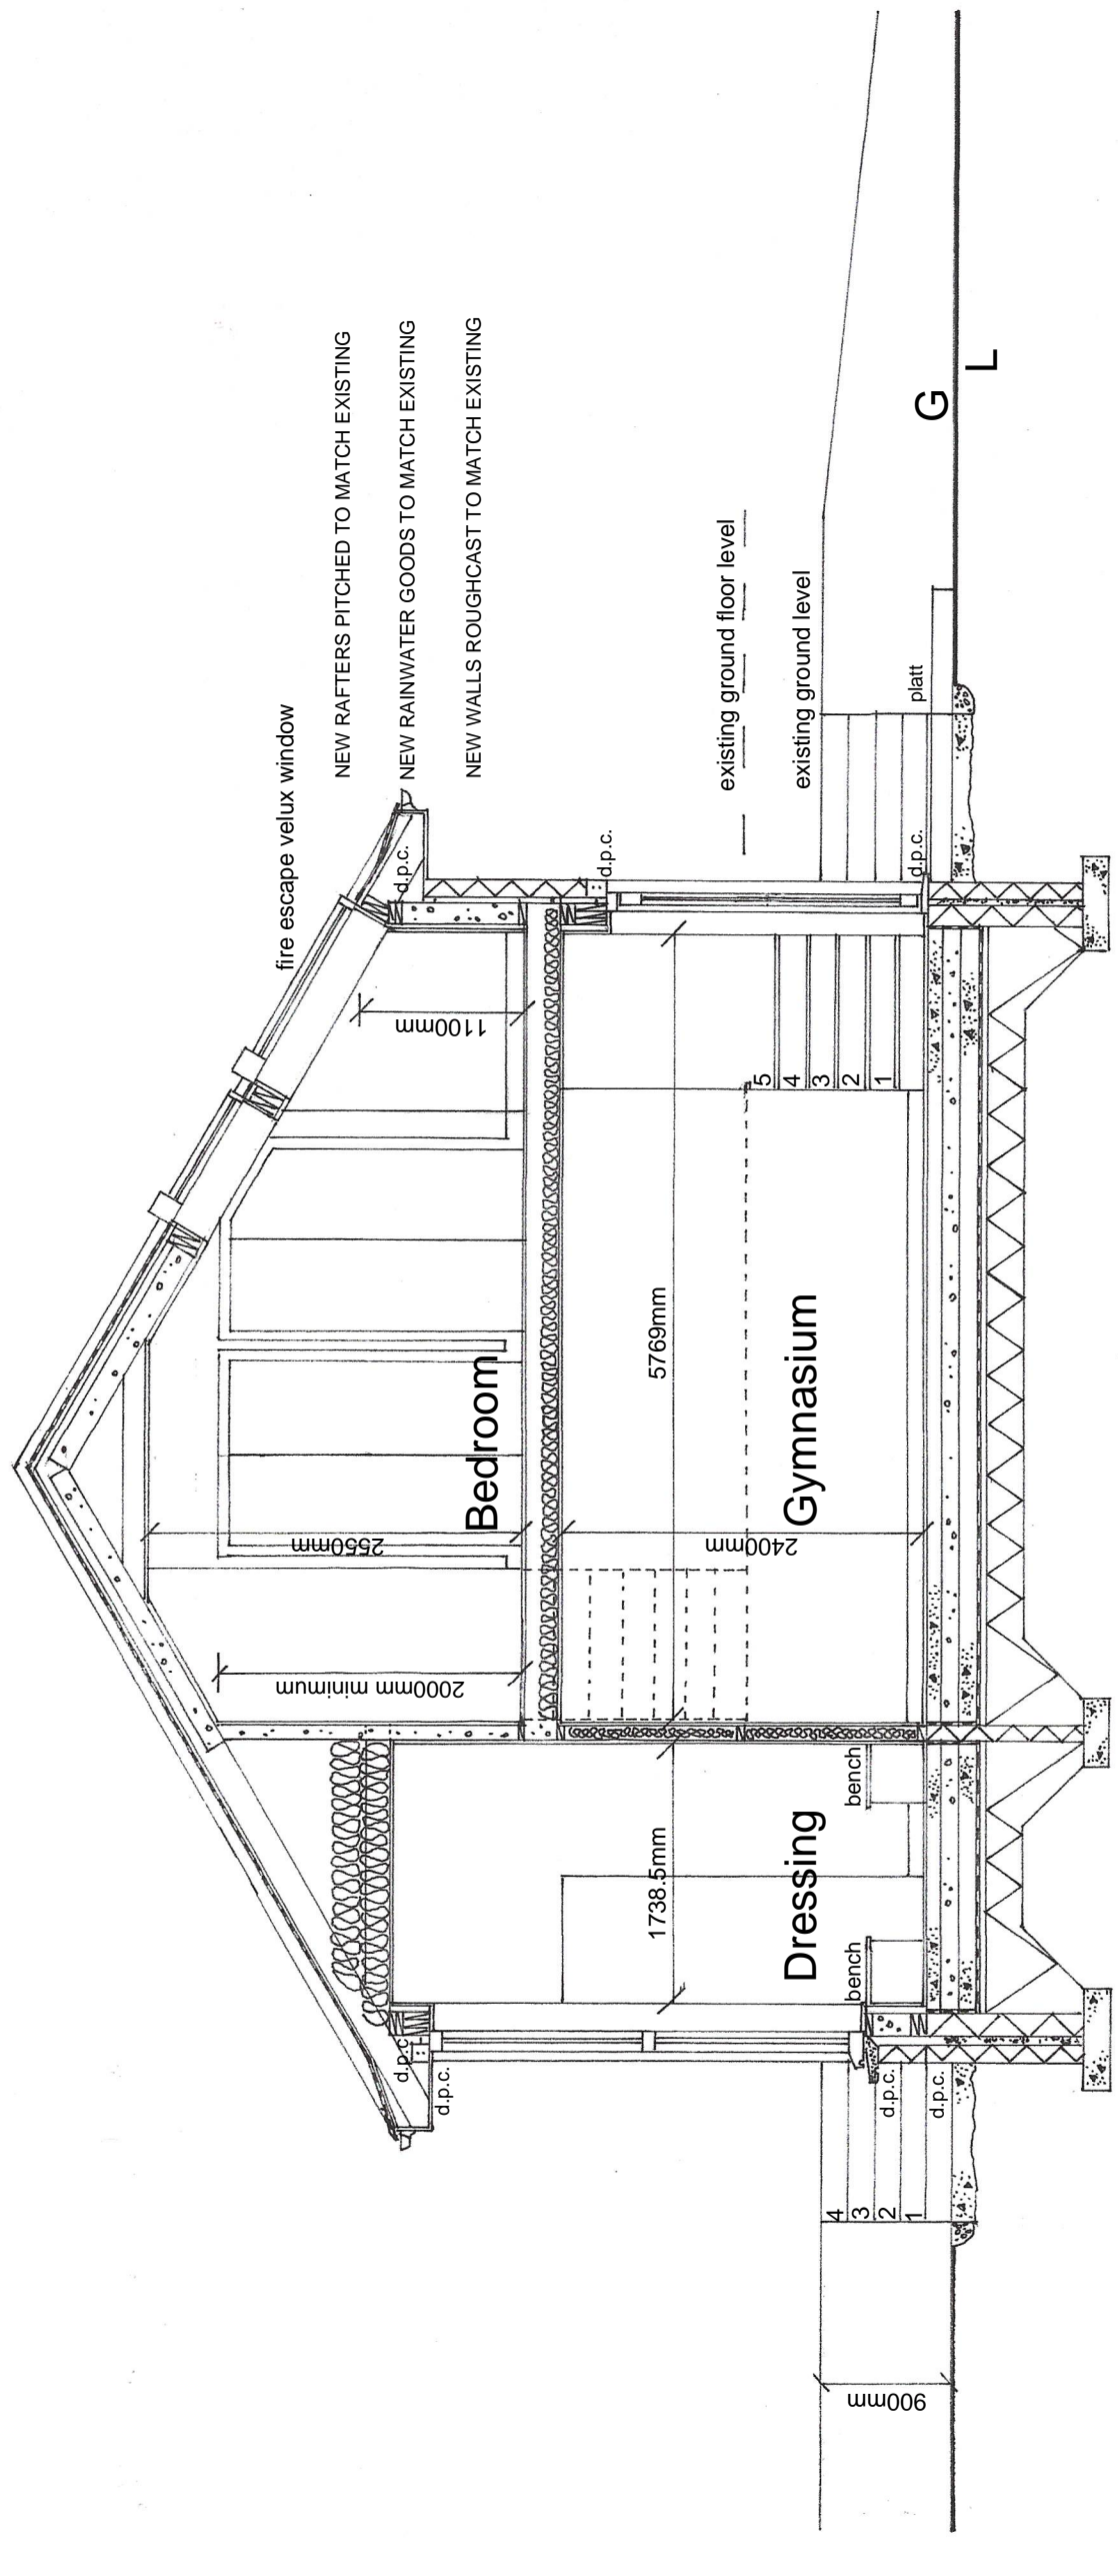 fire escape velux window
NEW RAFTERS PITCHED TO MATCH EXISTING
NEW RAINWATER GOODS TO MATCH EXISTING
NEW WALLS ROUGHCAST TO MATCH EXISTING
2000mm minimum
2550mm
1100mm
Bedroom
d.p.c.
d.p.c.
d.p.c
d.p.c.
1738.5mm
5769mm
2400mm
Dressing
Gymnasium
bench
bench
5
4
3
2
1
existing ground floor level
existing ground level
platt
d.p.c.
4
3
2
1
d.p.c.
d.p.c.
900mm
G
L